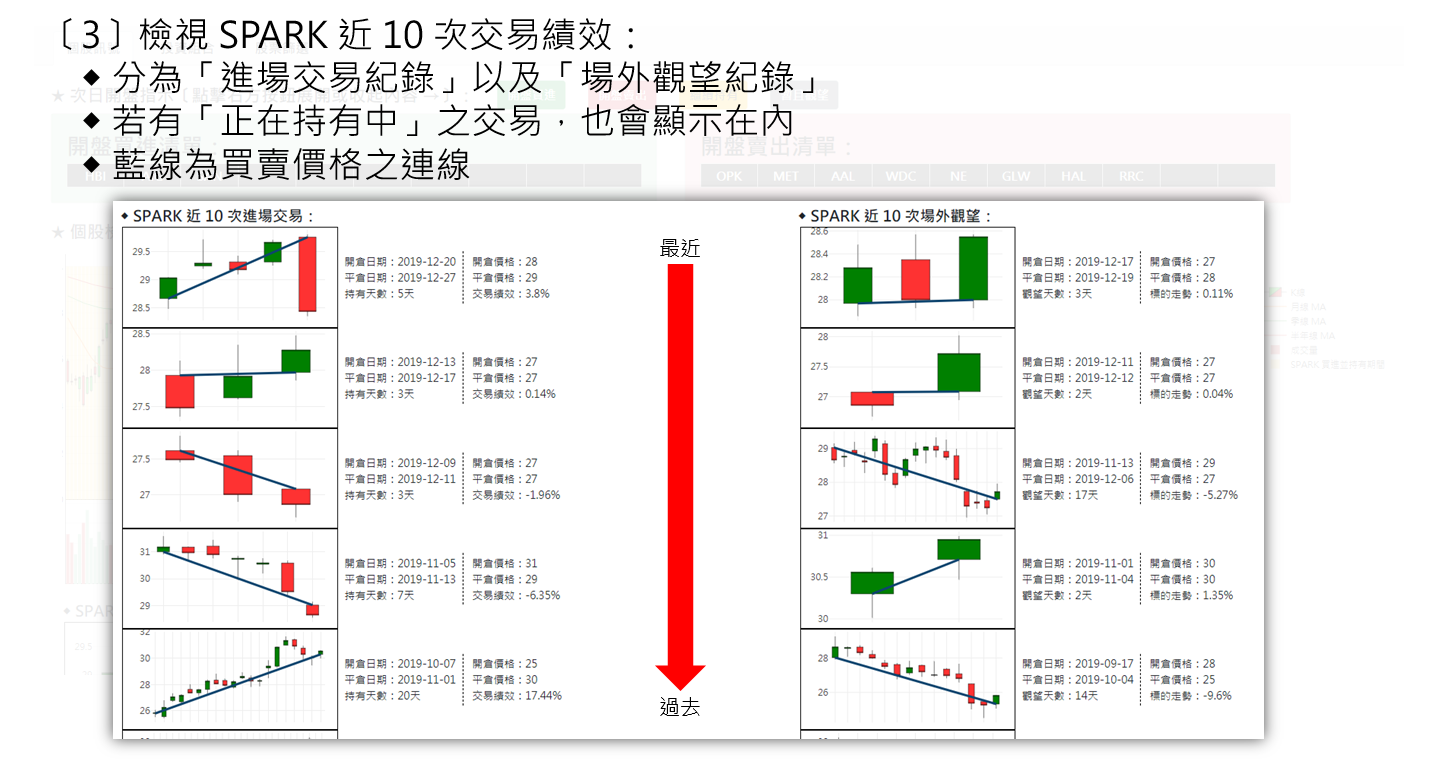 〔3〕檢視 SPARK 近 10 次交易績效：
◆ 分為「進場交易紀錄」以及「場外觀望紀錄」
◆ 若有「正在持有中」之交易，也會顯示在內
◆ 藍線為買賣價格之連線
開盤賣出清單：
OPK MET AAL WDC NE GLW HAL RRC
◆ SPARK 近 10 次進場交易：
29.5
29
28.5
開倉日期：2019-12-20 開倉價格：28
平倉日期：2019-12-27 平倉價格：29
持有天數：5天 交易績效：3.8%
28.5
28
27.5
開倉日期：2019-12-13 開倉價格：27
平倉日期：2019-12-17 平倉價格：27
持有天數：3天 交易績效：0.14%
27.5
27
開倉日期：2019-12-09 開倉價格：27
平倉日期：2019-12-11 平倉價格：27
持有天數：3天 交易績效：-1.96%
31
30
29
開倉日期：2019-11-05 開倉價格：31
平倉日期：2019-11-13 平倉價格：29
持有天數：7天 交易績效：-6.35%
32
30
28
26
開倉日期：2019-10-07 開倉價格：25
平倉日期：2019-11-01 平倉價格：30
持有天數：20天 交易績效：17.44%
最近
過去
◆ SPARK 近 10 次場外觀望：
28.6
28.4
28.2
28
開倉日期：2019-12-17 開倉價格：27
平倉日期：2019-12-19 平倉價格：28
觀望天數：3天 標的走勢：0.11%
28
27.5
27
開倉日期：2019-12-11 開倉價格：27
平倉日期：2019-12-12 平倉價格：27
觀望天數：2天 標的走勢：0.04%
29
28
27
開倉日期：2019-11-13 開倉價格：29
平倉日期：2019-12-06 平倉價格：27
觀望天數：17天 標的走勢：-5.27%
31
30.5
30
開倉日期：2019-11-01 開倉價格：30
平倉日期：2019-11-04 平倉價格：30
觀望天數：2天 標的走勢：1.35%
28
26
開倉日期：2019-09-17 開倉價格：28
平倉日期：2019-10-04 平倉價格：25
觀望天數：14天 標的走勢：-9.6%